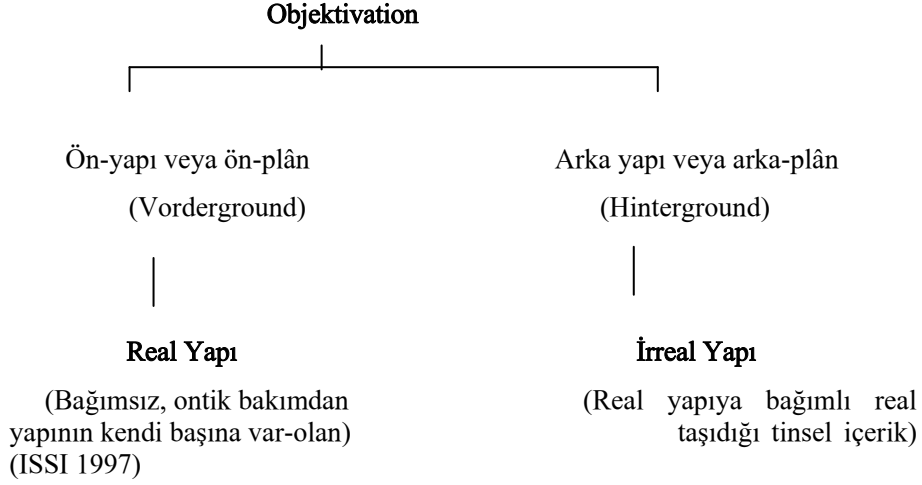 Objektivation
Ön-yapı veya ön-plân
(Vorderground)
Real Yapı
(Bağımsız, ontik bakımdan
yapının kendi başına var-olan)
(ISSI 1997)
Arka yapı veya arka-plân
(Hinterground)
İrreal Yapı
(Real yapıya bağımlı real
taşıdığı tinsel içerik)